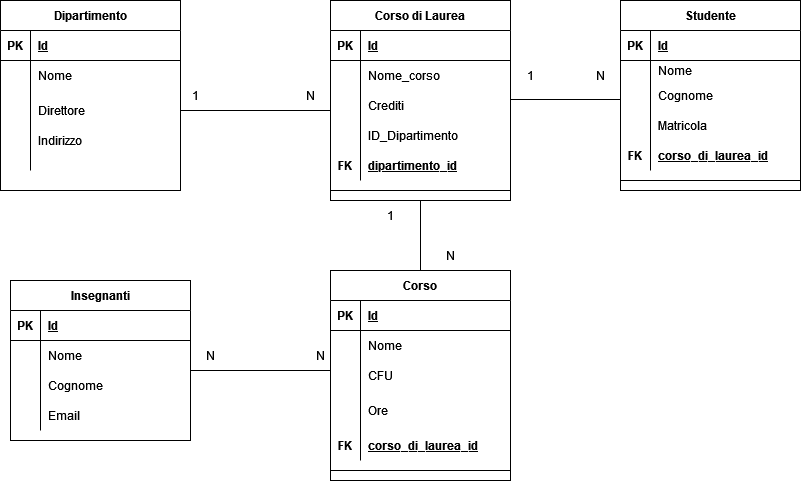 Dipartimento
PK Id
Nome
Direttore
Indirizzo
1 N
Corso di Laurea
PK Id
Nome_corso
Crediti
ID_Dipartimento
FK dipartimento_id
1 N
Studente
PK Id
Nome
Cognome
Matricola
FK corso_di_laurea_id
1
N
Insegnanti
PK Id
Nome
Cognome
Email
N N
Corso
PK Id
Nome
CFU
Ore
FK corso_di_laurea_id